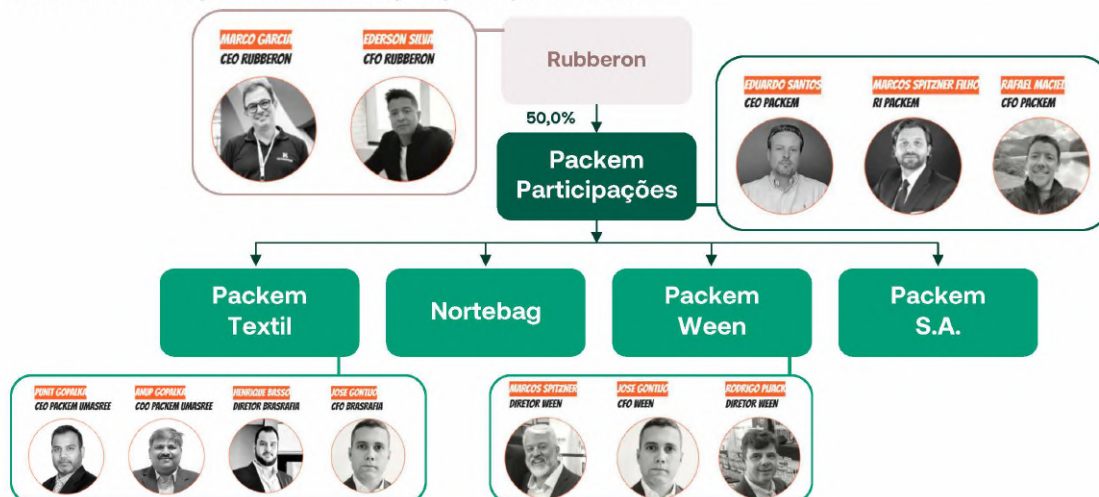 MARCO GARCIA
CEO RUBBERON
EDERSON SILVA
CFO RUBBERON
Rubberon
50,0%
EDUARDO SANTOS
CEO PACKEM
MARCOS SPITZNER FILHO
RI PACKEM
RAFAEL MACIEL
CFO PACKEM
Packem
Participações
Packem
Textil
Nortebag
Packem
Ween
Packem
S.A.
PUNIT GOPALKA
CEO PACKEM UMASREE
ANUP GOPALKA
COO PACKEM UMASREE
HENRIQUE BASSO
DIRETOR BRASRAFIA
JOSE GONTIJO
CFO BRASRAFIA
MARCOS SPITZNER
DIRETOR WEEN
JOSE GONTIJO
CFO WEEN
RODRIGO
DIRETOR WEEN